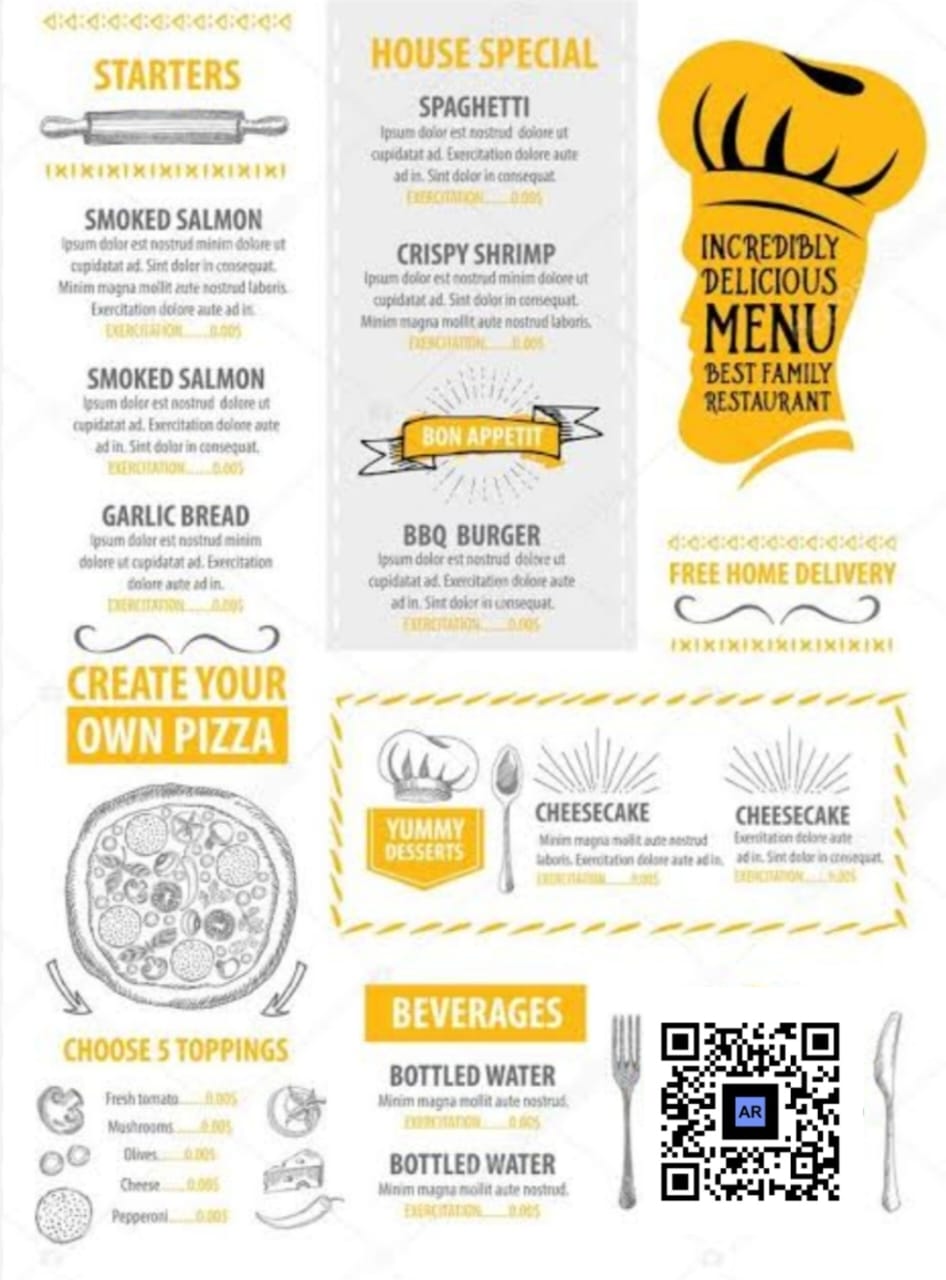 STARTERS
SMOKED SALMON
Ipsum dolor est nostrud minim dolore ut
cupidatat ad. Sint dolor in consequat.
Minim magna mollit aute nostrud laboris.
Exercitation dolore aute ad in.
EXERCITATION.......0.00$
SMOKED SALMON
Ipsum dolor est nostrud dolore ut
cupidatat ad. Exercitation dolore aute
ad in. Sint dolor in consequat.
EXERCITATION.......0.00$
GARLIC BREAD
Ipsum dolor est nostrud minim
dolore ut cupidatat ad. Exercitation
dolore aute ad in.
EXERCITATION.......0.00$
CREATE YOUR
OWN PIZZA
CHOOSE 5 TOPPINGS
Fresh tomato.......0.00$
Mushrooms.......0.00$
Olives.......0.00$
Cheese.......0.00$
Pepperoni.......0.00$
HOUSE SPECIAL
SPAGHETTI
Ipsum dolor est nostrud dolore ut
cupidatat ad. Exercitation dolore aute
ad in. Sint dolor in consequat.
EXERCITATION.......0.00$
CRISPY SHRIMP
Ipsum dolor est nostrud minim dolore ut
cupidatat ad. Sint dolor in consequat.
Minim magna mollit aute nostrud laboris.
EXERCITATION.......0.00$
BON APPETIT
BBQ BURGER
Ipsum dolor est nostrud dolore ut
cupidatat ad. Exercitation dolore aute
ad in. Sint dolor in consequat.
EXERCITATION.......0.00$
INCREDIBLY
DELICIOUS
MENU
BEST FAMILY
RESTAURANT
FREE HOME DELIVERY
YUMMY
DESSERTS
CHEESECAKE
Minim magna mollit aute nostrud
laboris. Exercitation dolore aute ad in.
EXERCITATION.......0.00$
CHEESECAKE
Exercitation dolore aute
ad in. Sint dolor in consequat.
EXERCITATION.......0.00$
BEVERAGES
BOTTLED WATER
Minim magna mollit aute nostrud.
EXERCITATION.......0.00$
BOTTLED WATER
Minim magna mollit aute nostrud.
EXERCITATION.......0.00$
AR